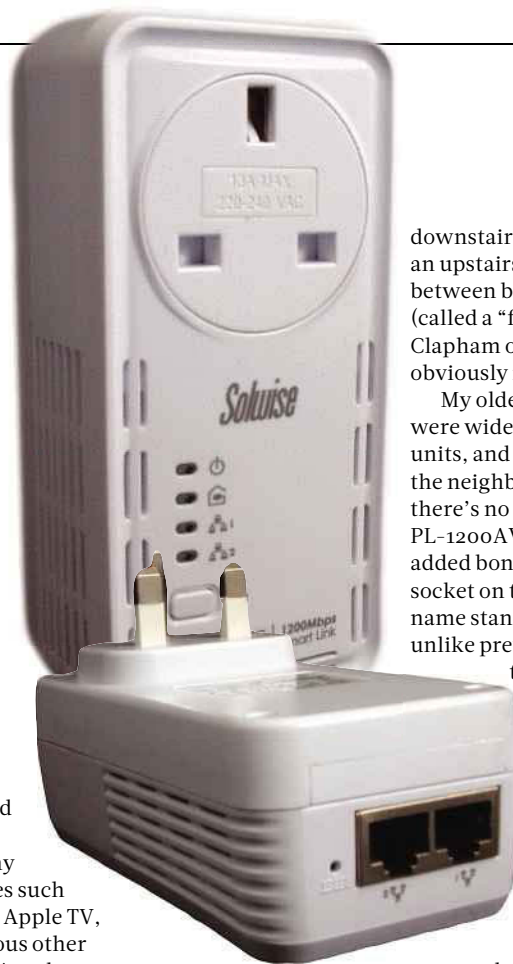 13A MAX.
220-240 VAC
Solwise
1
2
1200Mbps
Smart Link
d
ny
es such
Apple TV,
ous other
downstair
an upstairs
between b
(called a “f
Clapham o
obviously
My olde
were wide
units, and
the neighb
there’s no
PL-1200AV
added bon
socket on t
name stan
unlike pre
t